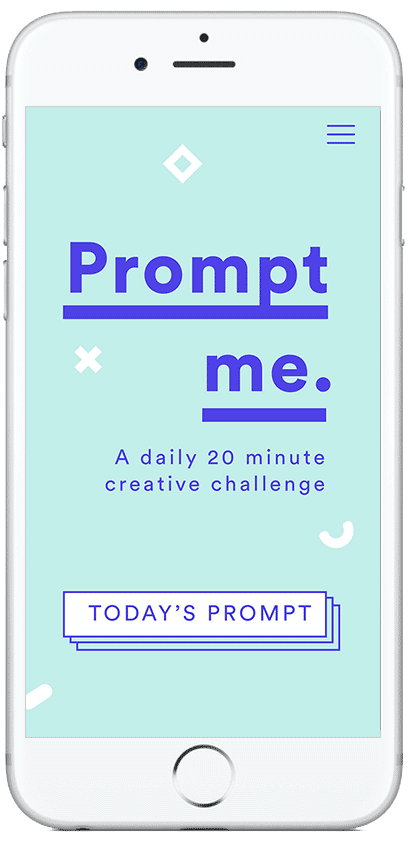 Prompt
me.
A daily 20 minute
creative challenge
TODAY’S PROMPT